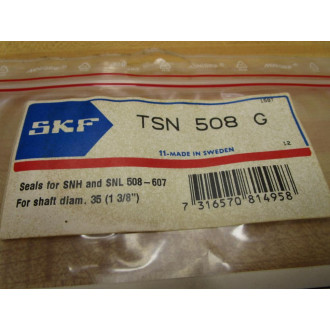 SKF
TSN 508 G
11-MADE IN SWEDEN
12
Seals for SNH and SNL 508-607
For shaft diam. 35 (1 3/8")
7 316570 814958